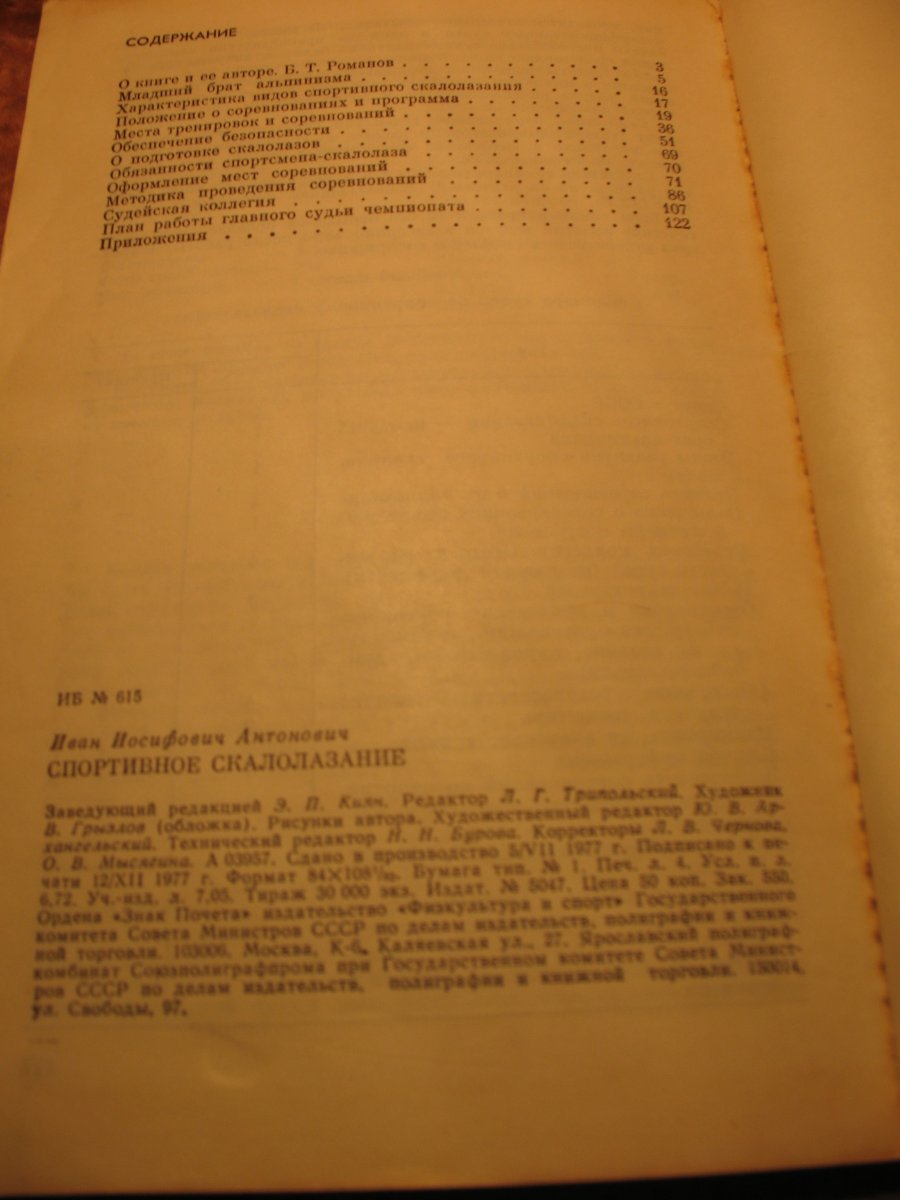 СОДЕРЖАНИЕ
О книге и ее авторе. Б. Т. Романов . . . . . . . . . . 3
Младший брат альпинизма . . . . . . . . . . . . 5
Характеристика видов спортивного скалолазания . . . . . 16
Положение о соревнованиях и программа . . . . . . . . 17
Места тренировок и соревнований . . . . . . . . . . 19
Обеспечение безопасности . . . . . . . . . . . . 36
О подготовке скалолазов . . . . . . . . . . . . 51
Обязанности спортсмена-скалолаза . . . . . . . . . 69
Оформление мест соревнований . . . . . . . . . . 70
Методика проведения соревнований . . . . . . . . . 71
Судейская коллегия . . . . . . . . . . . . . . 86
План работы главного судьи чемпионата . . . . . . . . 107
Приложения . . . . . . . . . . . . . . . . . 122
ИБ № 615
Иван Иосифович Антонович
СПОРТИВНОЕ СКАЛОЛАЗАНИЕ
Заведующий редакцией Э. П. Киян. Редактор Л. Г. Трипольский. Художник
В. Грызлов (обложка). Рисунки автора. Художественный редактор Ю. В. Ар-
хангельский. Технический редактор Н. Н. Бурова. Корректоры Л. В. Чернова,
О. В. Мысягина. А 03957. Сдано в производство 5/VII 1977 г. Подписано к пе-
чати 12/XII 1977 г. Формат 84×108¹/₃₂. Бумага тип. № 1. Печ. л. 4. Усл. п. л.
6,72. Уч.-изд. л. 7,05. Тираж 30 000 экз. Издат. № 5047. Цена 50 коп. Зак. 550.
Ордена «Знак Почета» издательство «Физкультура и спорт» Государственного
комитета Совета Министров СССР по делам издательств, полиграфии и книж-
ной торговли. 103006. Москва, К-6, Каляевская ул., 27. Ярославский полиграф-
комбинат Союзполиграфпрома при Государственном комитете Совета Минист-
ров СССР по делам издательств, полиграфии и книжной торговли. 150014,
ул. Свободы, 97.